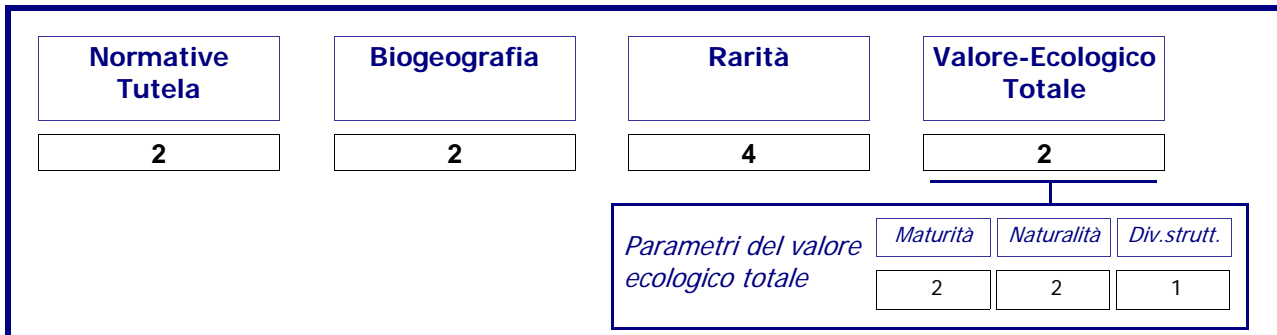 Normative
Tutela
Biogeografia
Rarità
Valore-Ecologico
Totale
2
2
4
2
Parametri del valore
ecologico totale
Maturità
Naturalità
Div.strutt.
2
2
1